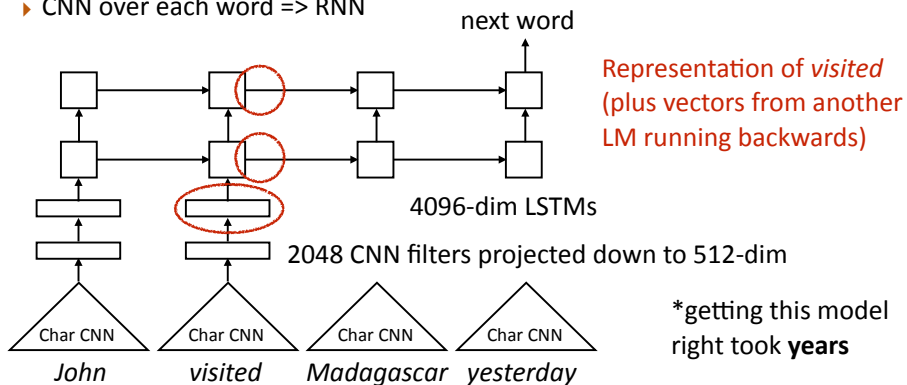 ▸ CNN over each word => RNN
next word
Representation of visited
(plus vectors from another
LM running backwards)
4096-dim LSTMs
2048 CNN filters projected down to 512-dim
Char CNN Char CNN Char CNN Char CNN
John visited Madagascar yesterday
*getting this model
right took years